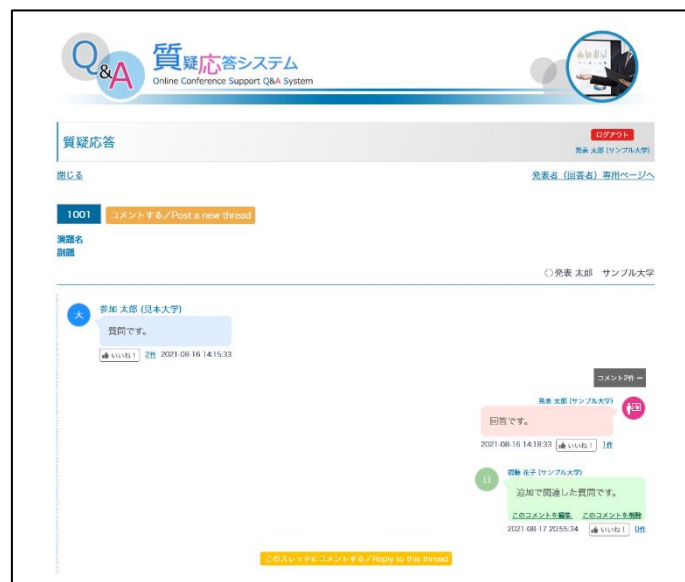 Q&A 質疑応答システム
Online Conference Support Q&A System
質疑応答
ログアウト
発表 太郎 (サンプル大学)
閉じる
発表者（回答者）専用ページへ
1001 コメントする／Post a new thread
演題名
副題
○発表 太郎 サンプル大学
大 参加 太郎 (見本大学)
質問です。
いいね！ 2件 2021-08-16 14:15:33
コメント2件 ー
発表 太郎 (サンプル大学)
回答です。
2021-08-16 14:18:33 いいね！ 1件
日 視聴 花子 (サンプル大学)
追加で関連した質問です。
このコメントを編集 このコメントを削除
2021-08-17 20:55:34 いいね！ 0件
このスレッドにコメントする／Reply to this thread